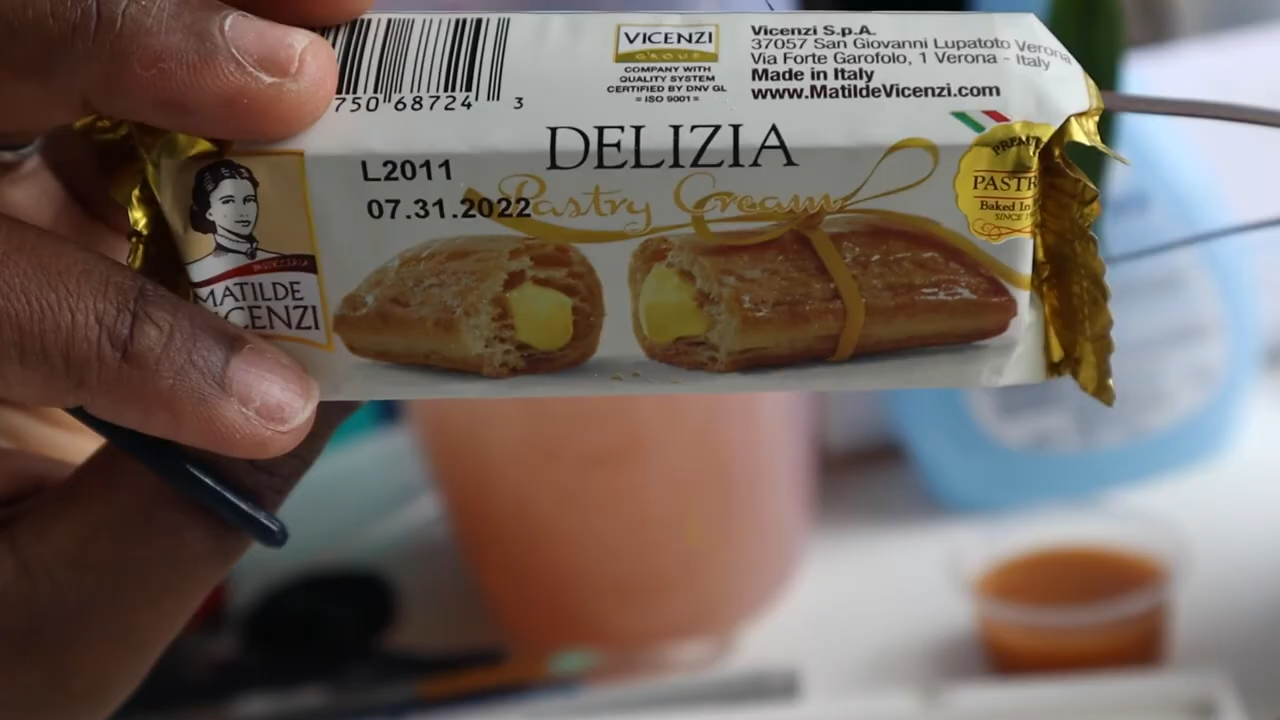 750 68724 3
VICENZI
GROUP
COMPANY WITH
QUALITY SYSTEM
CERTIFIED BY DNV GL
= ISO 9001 =
Vicenzi S.p.A.
37057 San Giovanni Lupatoto Verona
Via Forte Garofolo, 1 Verona - Italy
Made in Italy
www.MatildeVicenzi.com
DELIZIA
Pastry Cream
L2011
07.31.2022
MATILDE
VICENZI
Baked In
SINCE